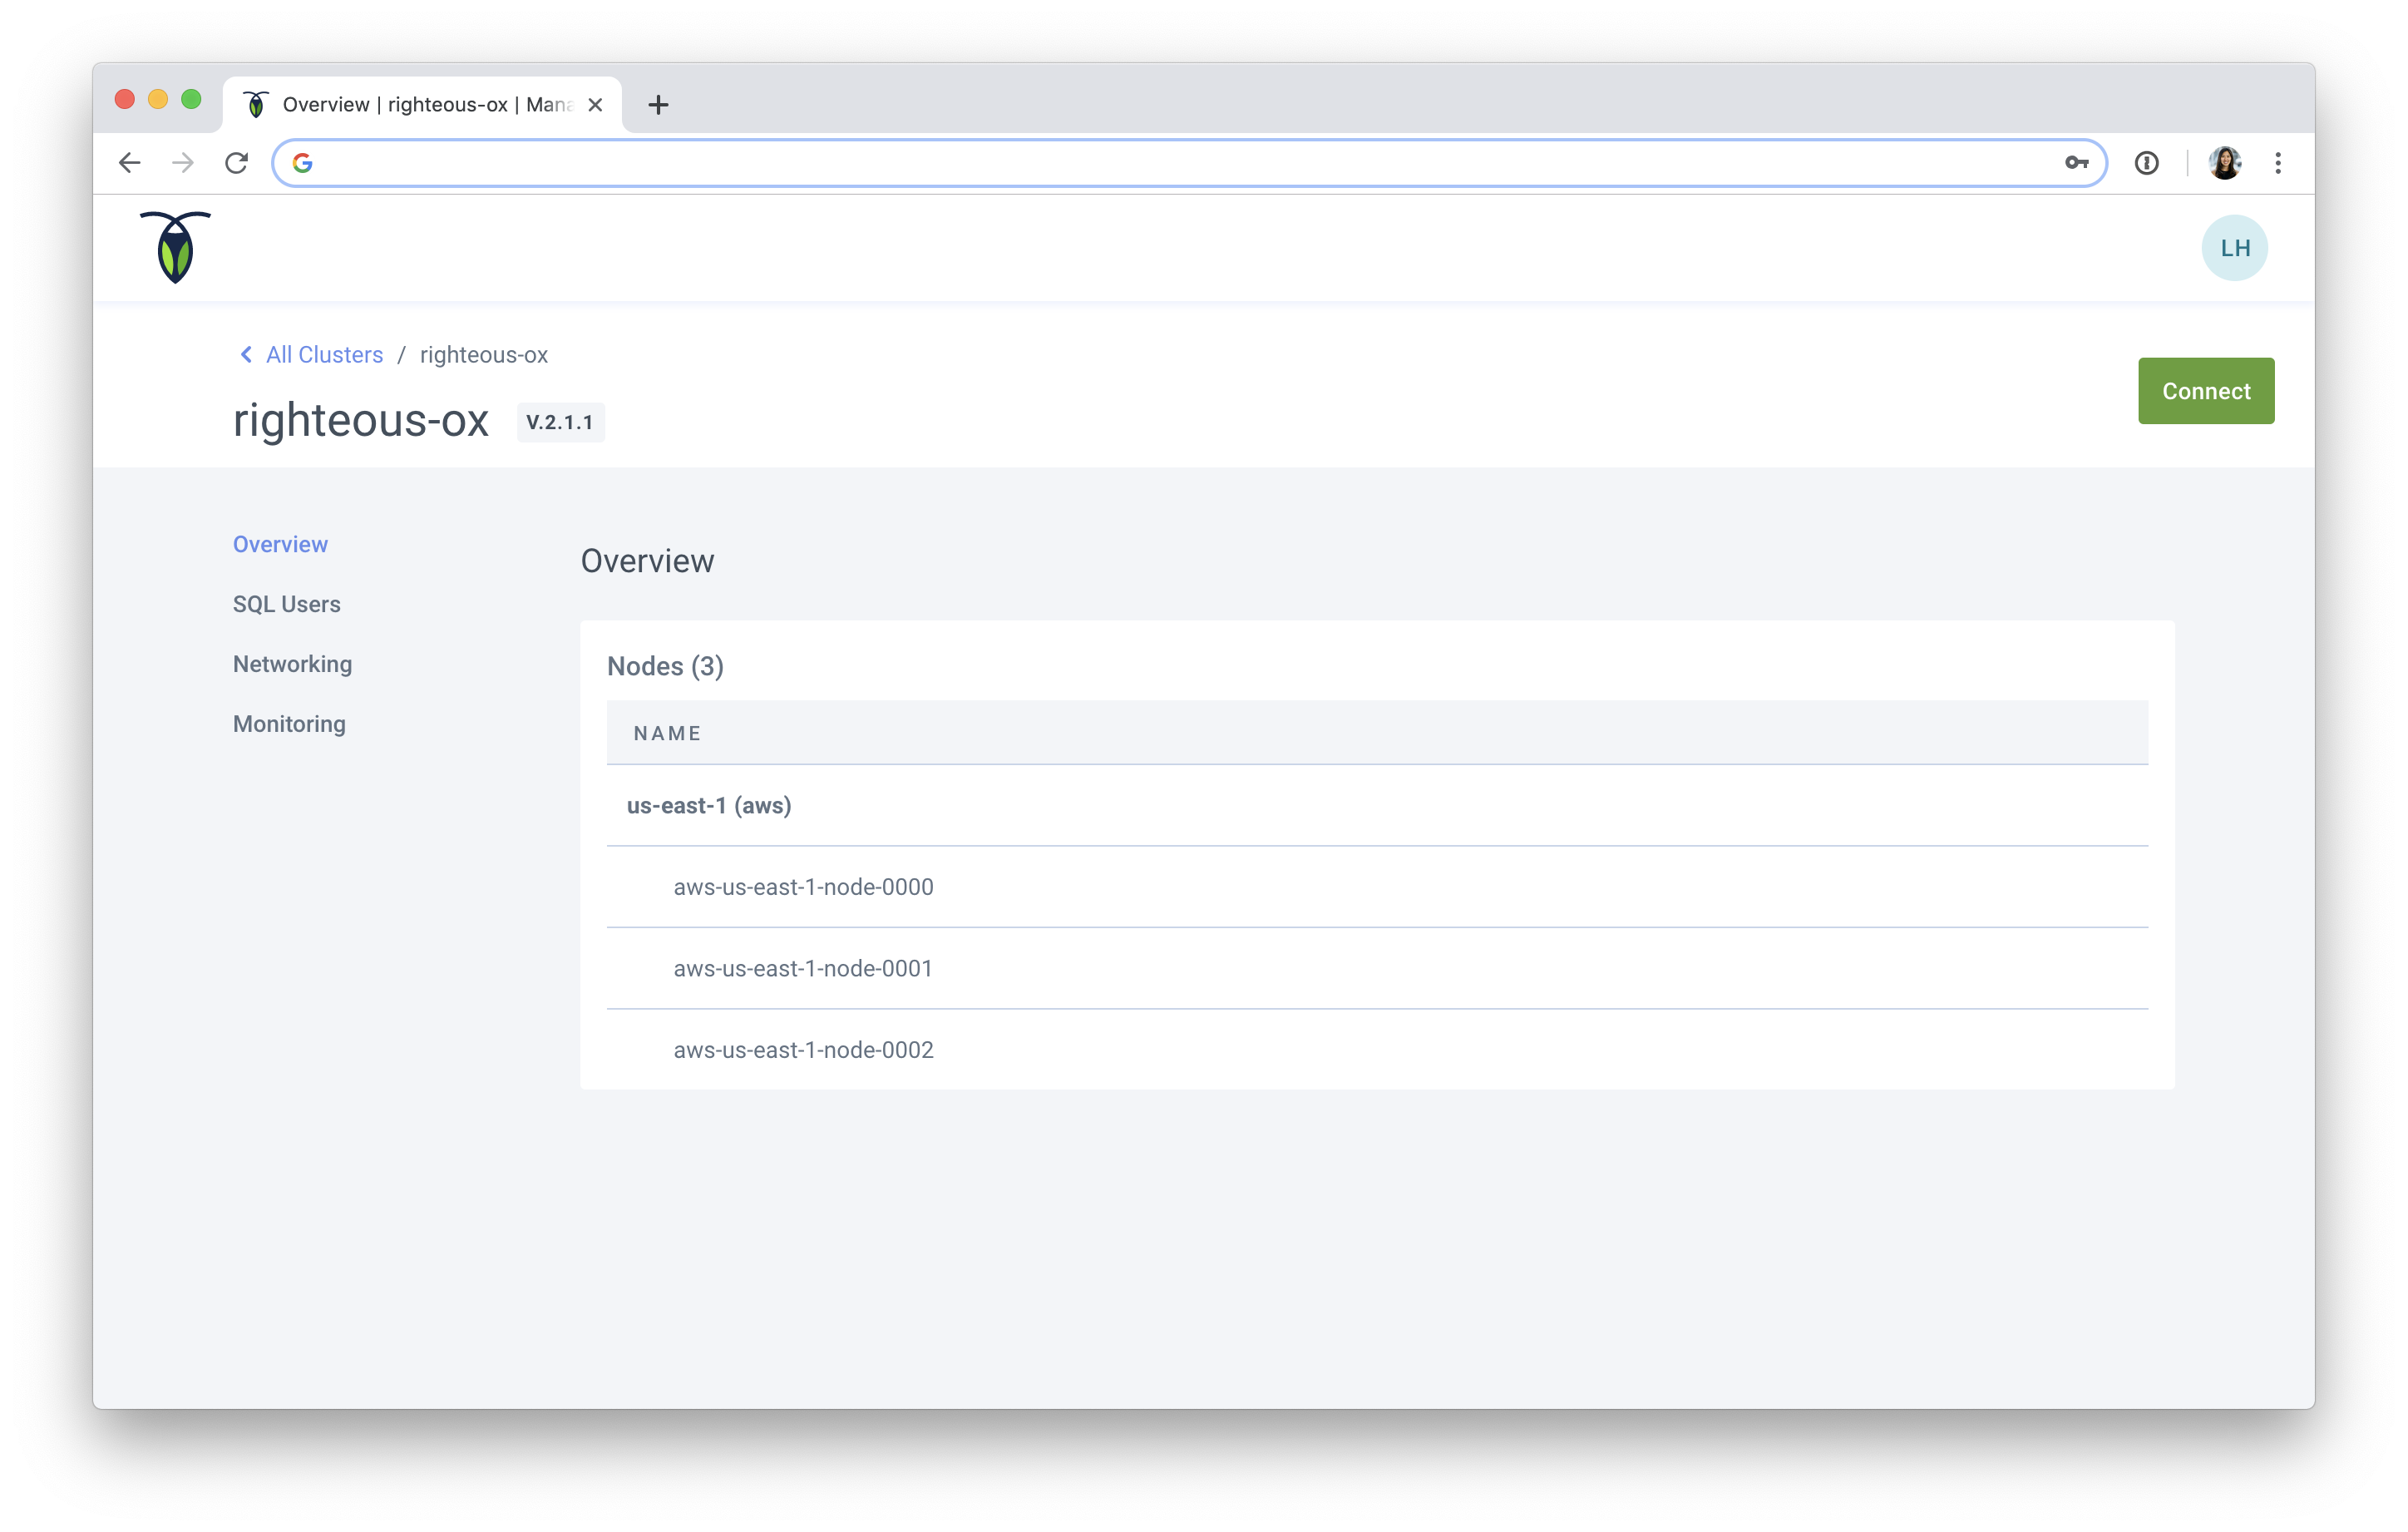 Overview | righteous-ox | Mana
LH
All Clusters / righteous-ox
righteous-ox V.2.1.1
Connect
Overview
SQL Users
Networking
Monitoring
Overview
Nodes (3)
NAME
us-east-1 (aws)
aws-us-east-1-node-0000
aws-us-east-1-node-0001
aws-us-east-1-node-0002